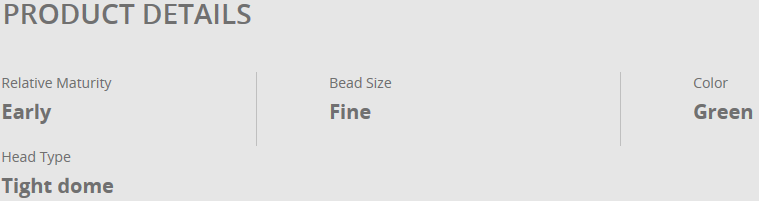 PRODUCT DETAILS
Relative Maturity
Early
Bead Size
Fine
Color
Green
Head Type
Tight dome